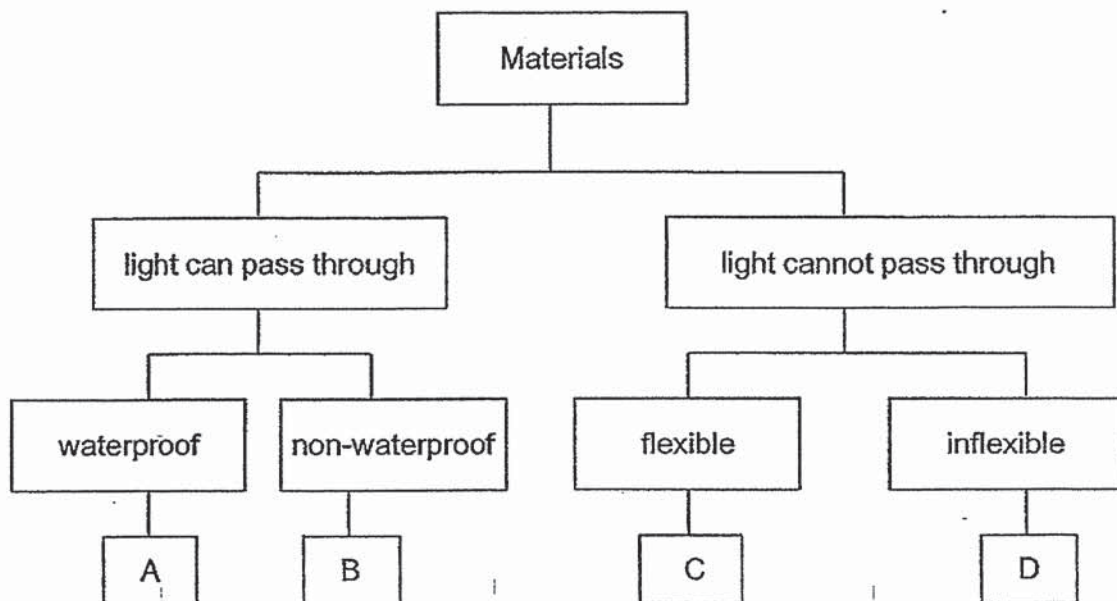 Materials
light can pass through
light cannot pass through
waterproof
non-waterproof
flexible
inflexible
A
B
C
D